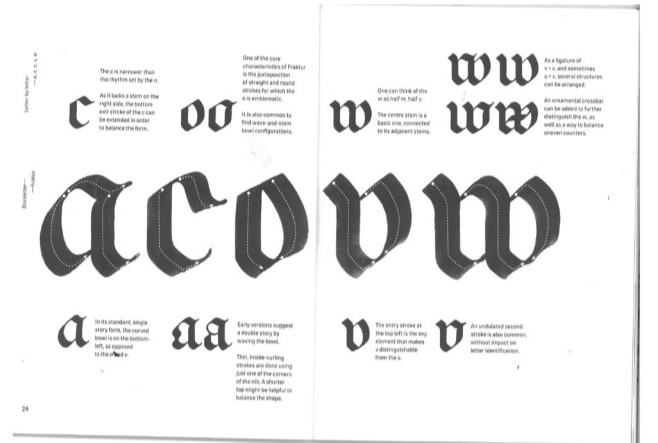 Letter by letter
— a, c, o, v, w
Blackletter—
—Fraktur
The c is narrower than
the rhythm set by the n.
As it lacks a stem on the
right side, the bottom
exit stroke of the c can
be extended in order
to balance the form.
c
One of the core
characteristics of Fraktur
is the juxtaposition
of straight and round
strokes for which the
o is emblematic.
It is also common to
find wave-and-stem
bowl configurations.
oo
a c o
a
In its standard, single
story form, the curved
bowl is on the bottom-
left, as opposed
to the v.
aa
Early versions suggest
a double story by
waving the bowl.
Thin, inside-curling
strokes are done using
just one of the corners
of the nib. A shorter
top might be helpful to
balance the shape.
24
w
One can think of the
w as half m, half v.
The centre stem is a
basic one, connected
to its adjacent stems.
w w
w w
As a ligature of
v + v, and sometimes
u + v, several structures
can be arranged.
An ornamental crossbar
can be added to further
distinguish the w, as
well as a way to balance
uneven counters.
v w
v
The entry stroke at
the top left is the key
element that makes
v distinguishable
from the o.
v
An undulated second
stroke is also common,
without impact on
letter identification.